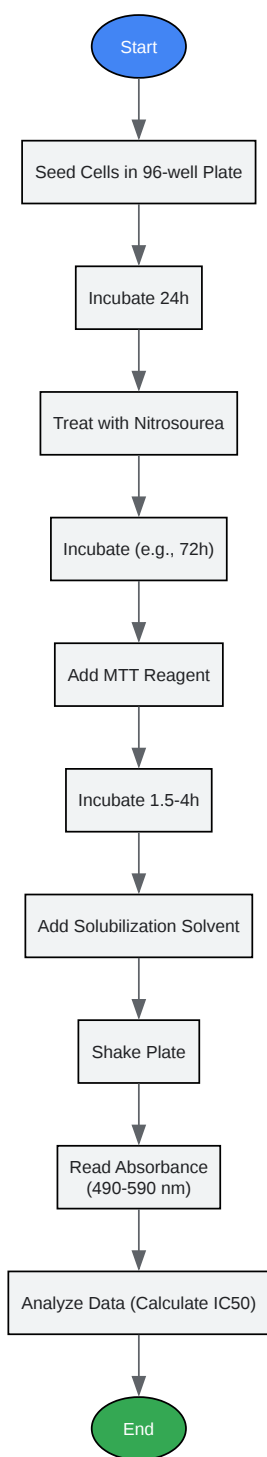 Start
Seed Cells in 96-well Plate
Incubate 24h
Treat with Nitrosourea
Incubate (e.g., 72h)
Add MTT Reagent
Incubate 1.5-4h
Add Solubilization Solvent
Shake Plate
Read Absorbance
(490-590 nm)
Analyze Data (Calculate IC50)
End